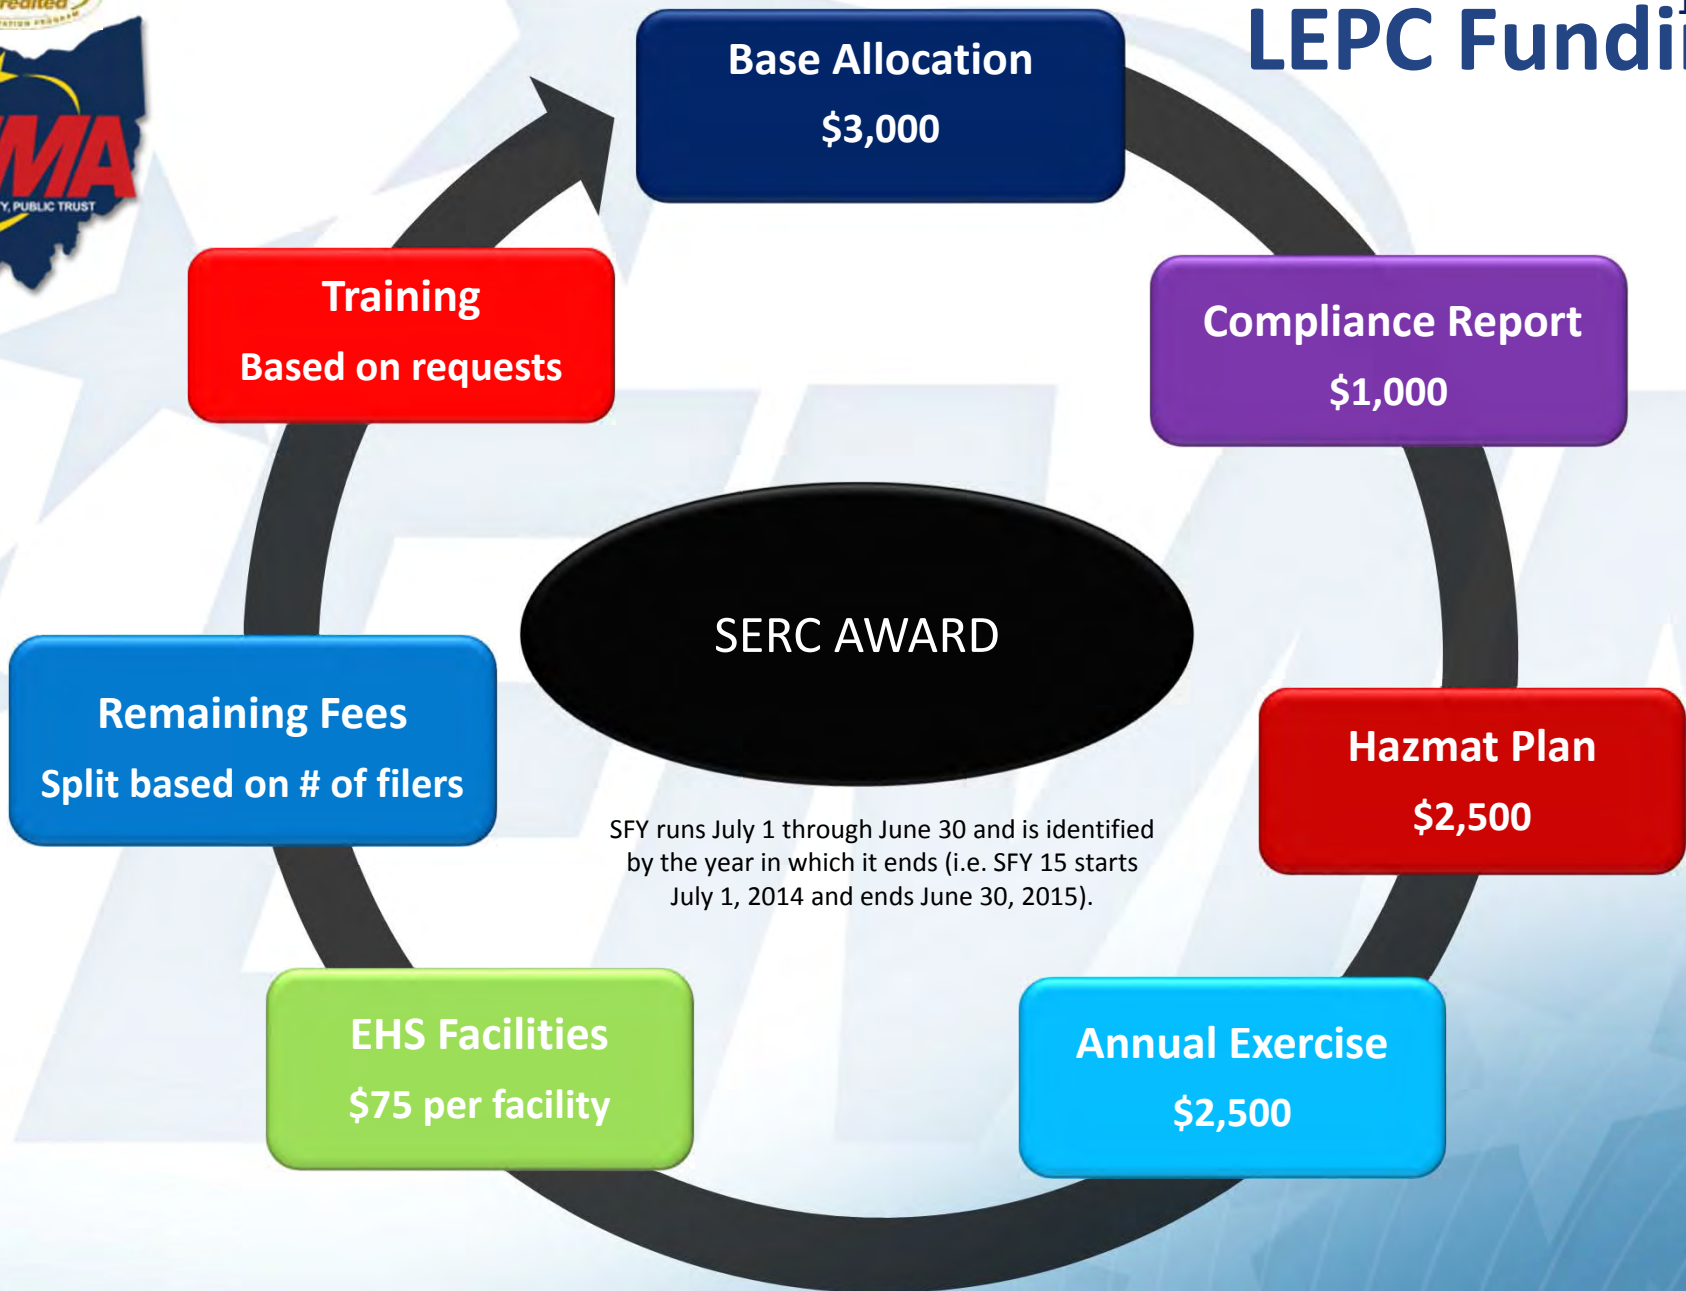 LEPC
Base Allocation
$3,000
PUBLIC TRUST
Training
Based on requests
Compliance Report
$1,000
SERC AWARD
Remaining Fees
Split based on # of filers
Hazmat Plan
$2,500
SFY runs July 1 through June 30 and is identified
by the year in which it ends (i.e. SFY 15 starts
July 1, 2014 and ends June 30, 2015).
EHS Facilities
$75 per facility
Annual Exercise
$2,500